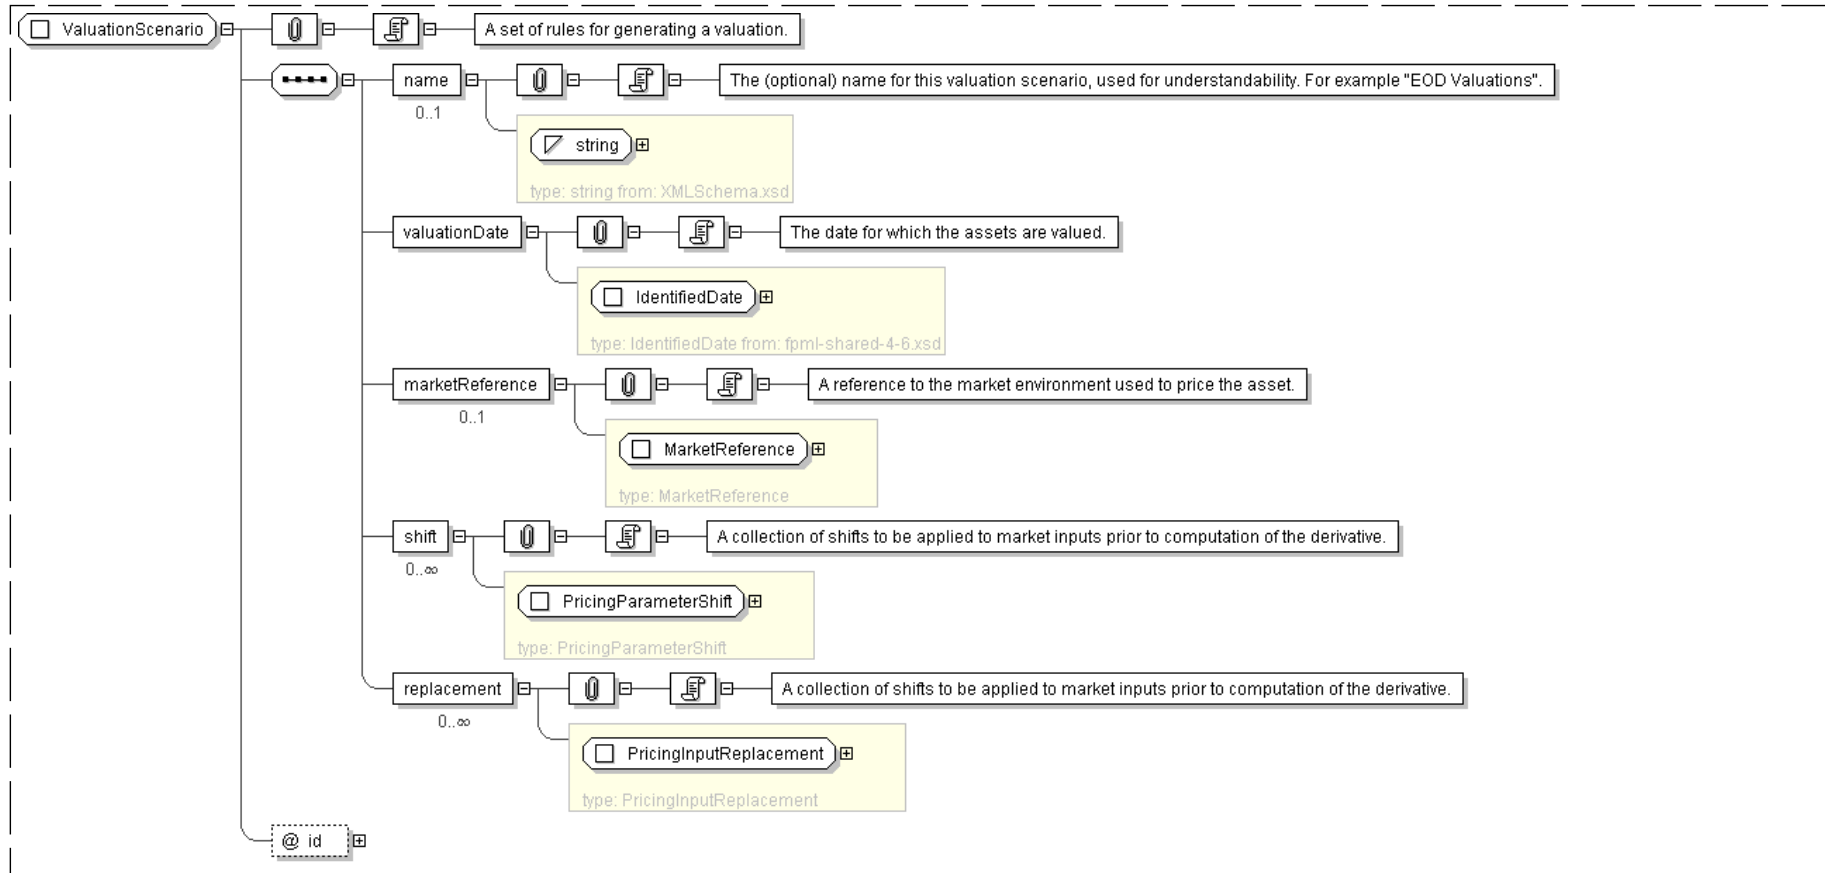 ValuationScenario
A set of rules for generating a valuation.
name
The (optional) name for this valuation scenario, used for understandability. For example "EOD Valuations".
0..1
string
type: string from: XMLSchema.xsd
valuationDate
The date for which the assets are valued.
IdentifiedDate
type: IdentifiedDate from: fpml-shared-4-6.xsd
marketReference
A reference to the market environment used to price the asset.
0..1
MarketReference
type: MarketReference
shift
A collection of shifts to be applied to market inputs prior to computation of the derivative.
0..∞
PricingParameterShift
type: PricingParameterShift
replacement
A collection of shifts to be applied to market inputs prior to computation of the derivative.
0..∞
PricingInputReplacement
type: PricingInputReplacement
@ id